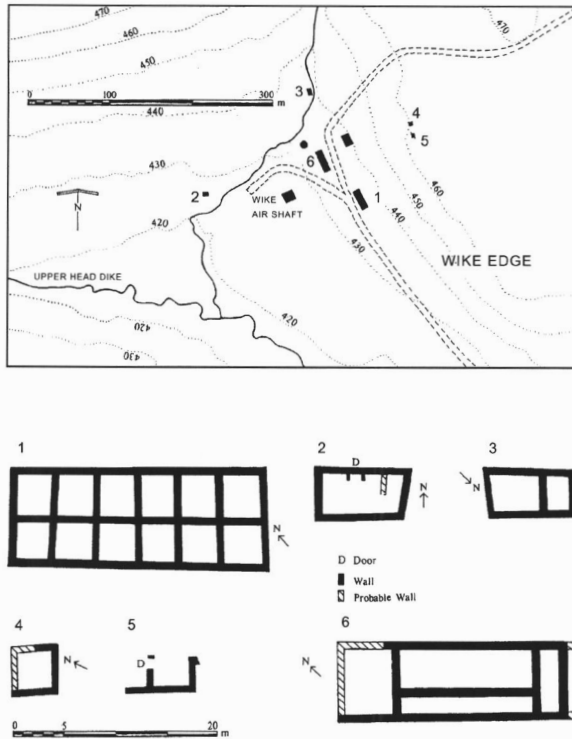 470
460
450
440
430
420
470
0 100 300
m
3
4
5
6
2
1
N
WIKE
AIR SHAFT
460
450
440
430
420
WIKE EDGE
UPPER HEAD DIKE
420
430
1
N
2
D
N
3
N
D Door
Wall
Probable Wall
4
N
5
D
6
N
0 5 20
m